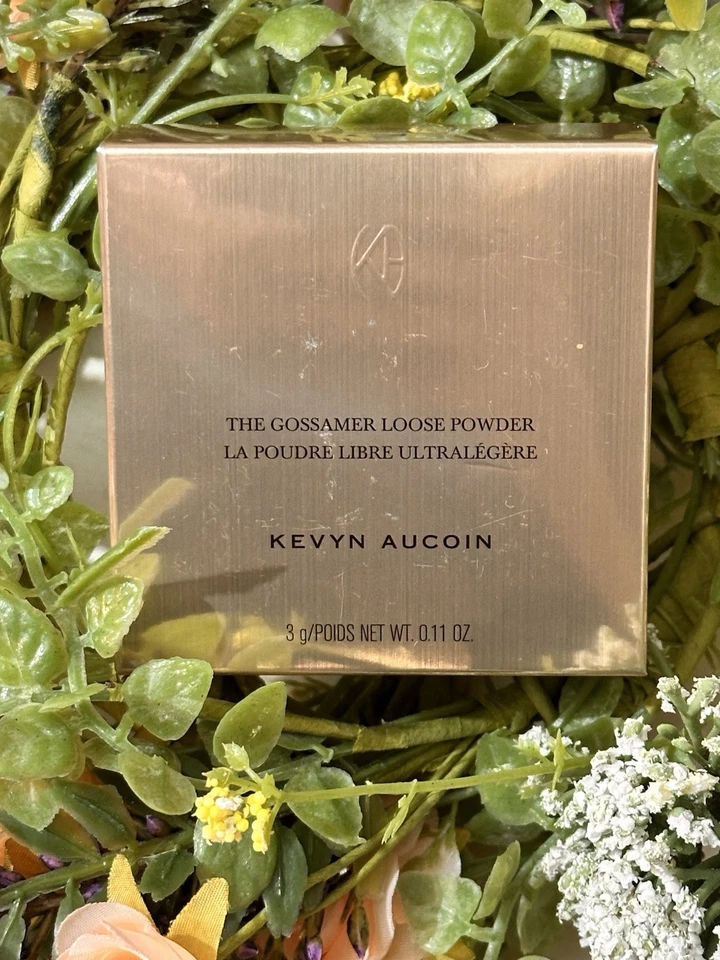 THE GOSSAMER LOOSE POWDER
LA POUDRE LIBRE ULTRALÉGÈRE
KEVYN AUCOIN
3 g/POIDS NET WT. 0.11 OZ.